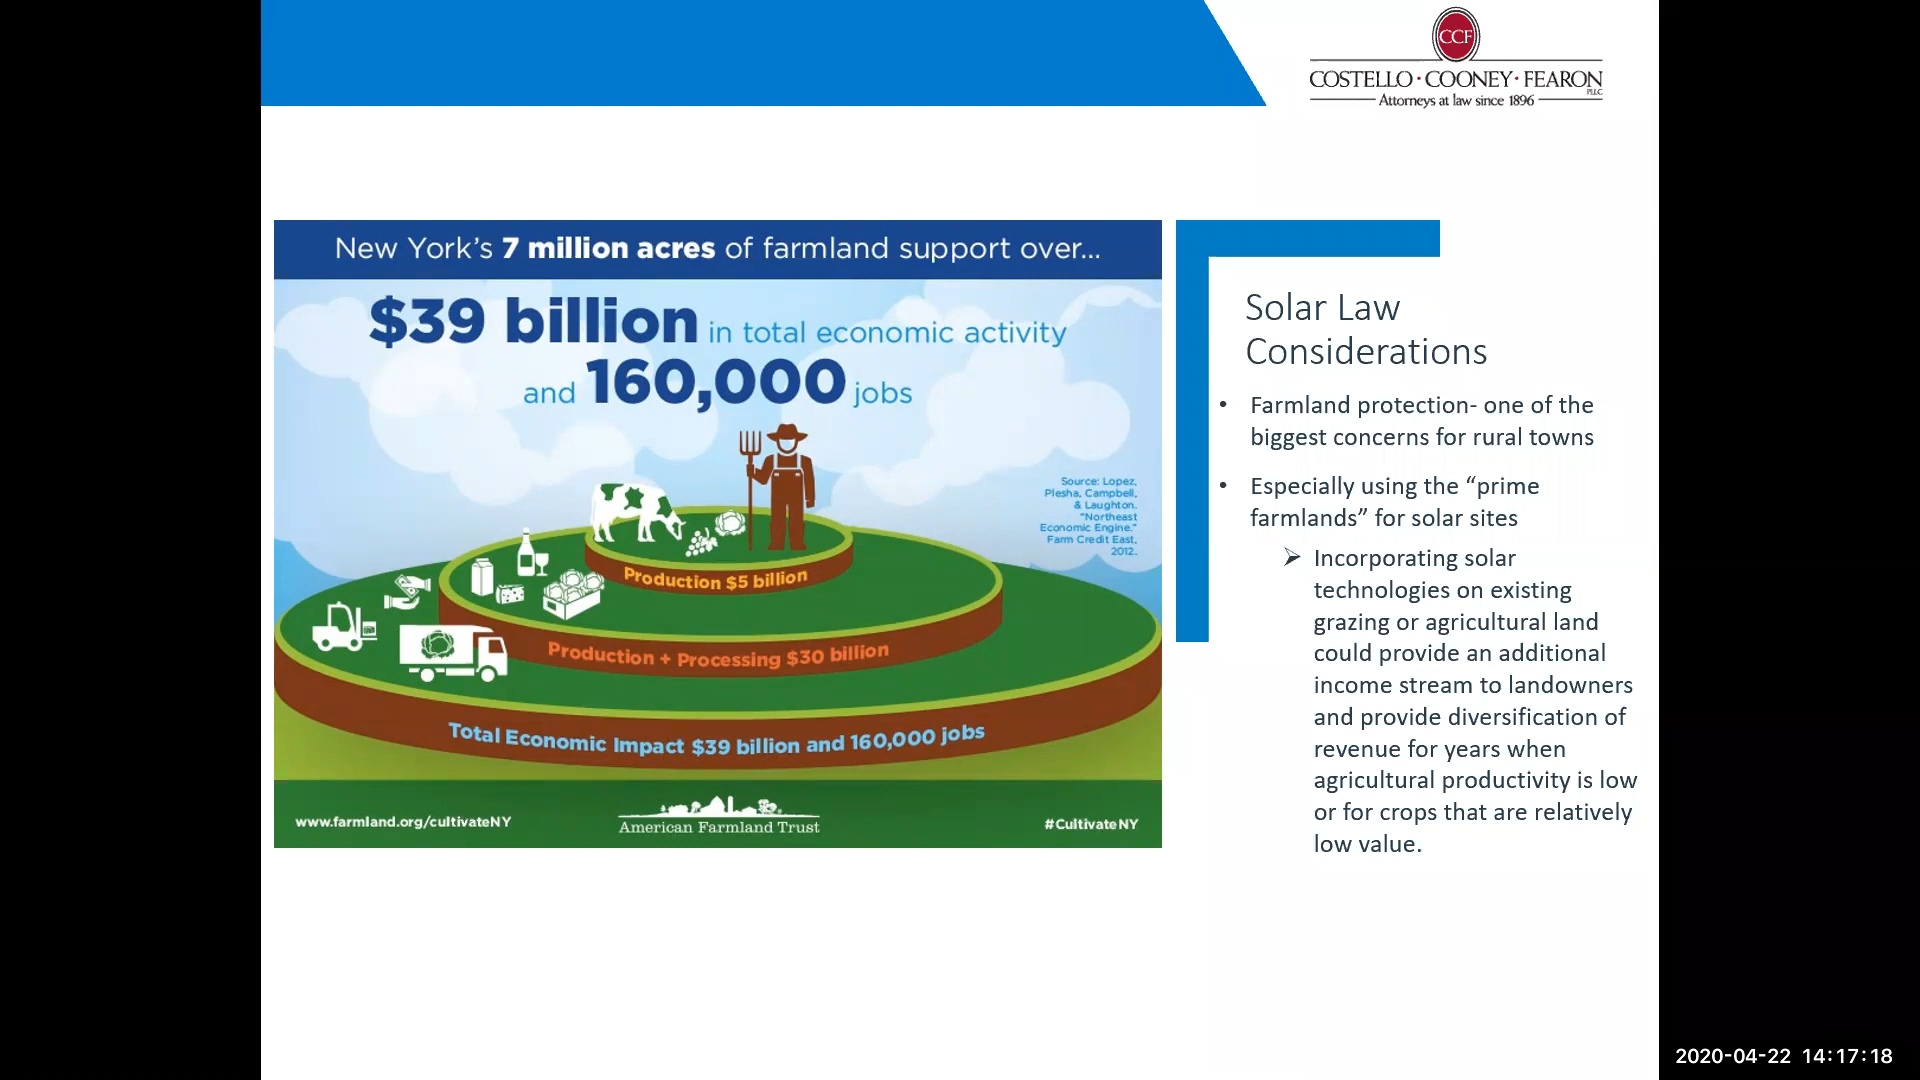 CCF
COSTELLO · COONEY · FEARON
PLLC
Attorneys at law since 1896
New York's 7 million acres of farmland support over...
$39 billion in total economic activity
and 160,000 jobs
Source: Lopez,
Plesha, Campbell,
& Laughton.
"Northeast
Economic Engine."
Farm Credit East,
2012.
Production $5 billion
Production + Processing $30 billion
Total Economic Impact $39 billion and 160,000 jobs
www.farmland.org/cultivateNY
American Farmland Trust
#CultivateNY
Solar Law
Considerations
• Farmland protection- one of the
biggest concerns for rural towns
• Especially using the “prime
farmlands” for solar sites
➢ Incorporating solar
technologies on existing
grazing or agricultural land
could provide an additional
income stream to landowners
and provide diversification of
revenue for years when
agricultural productivity is low
or for crops that are relatively
low value.
2020-04-22 14:17:18